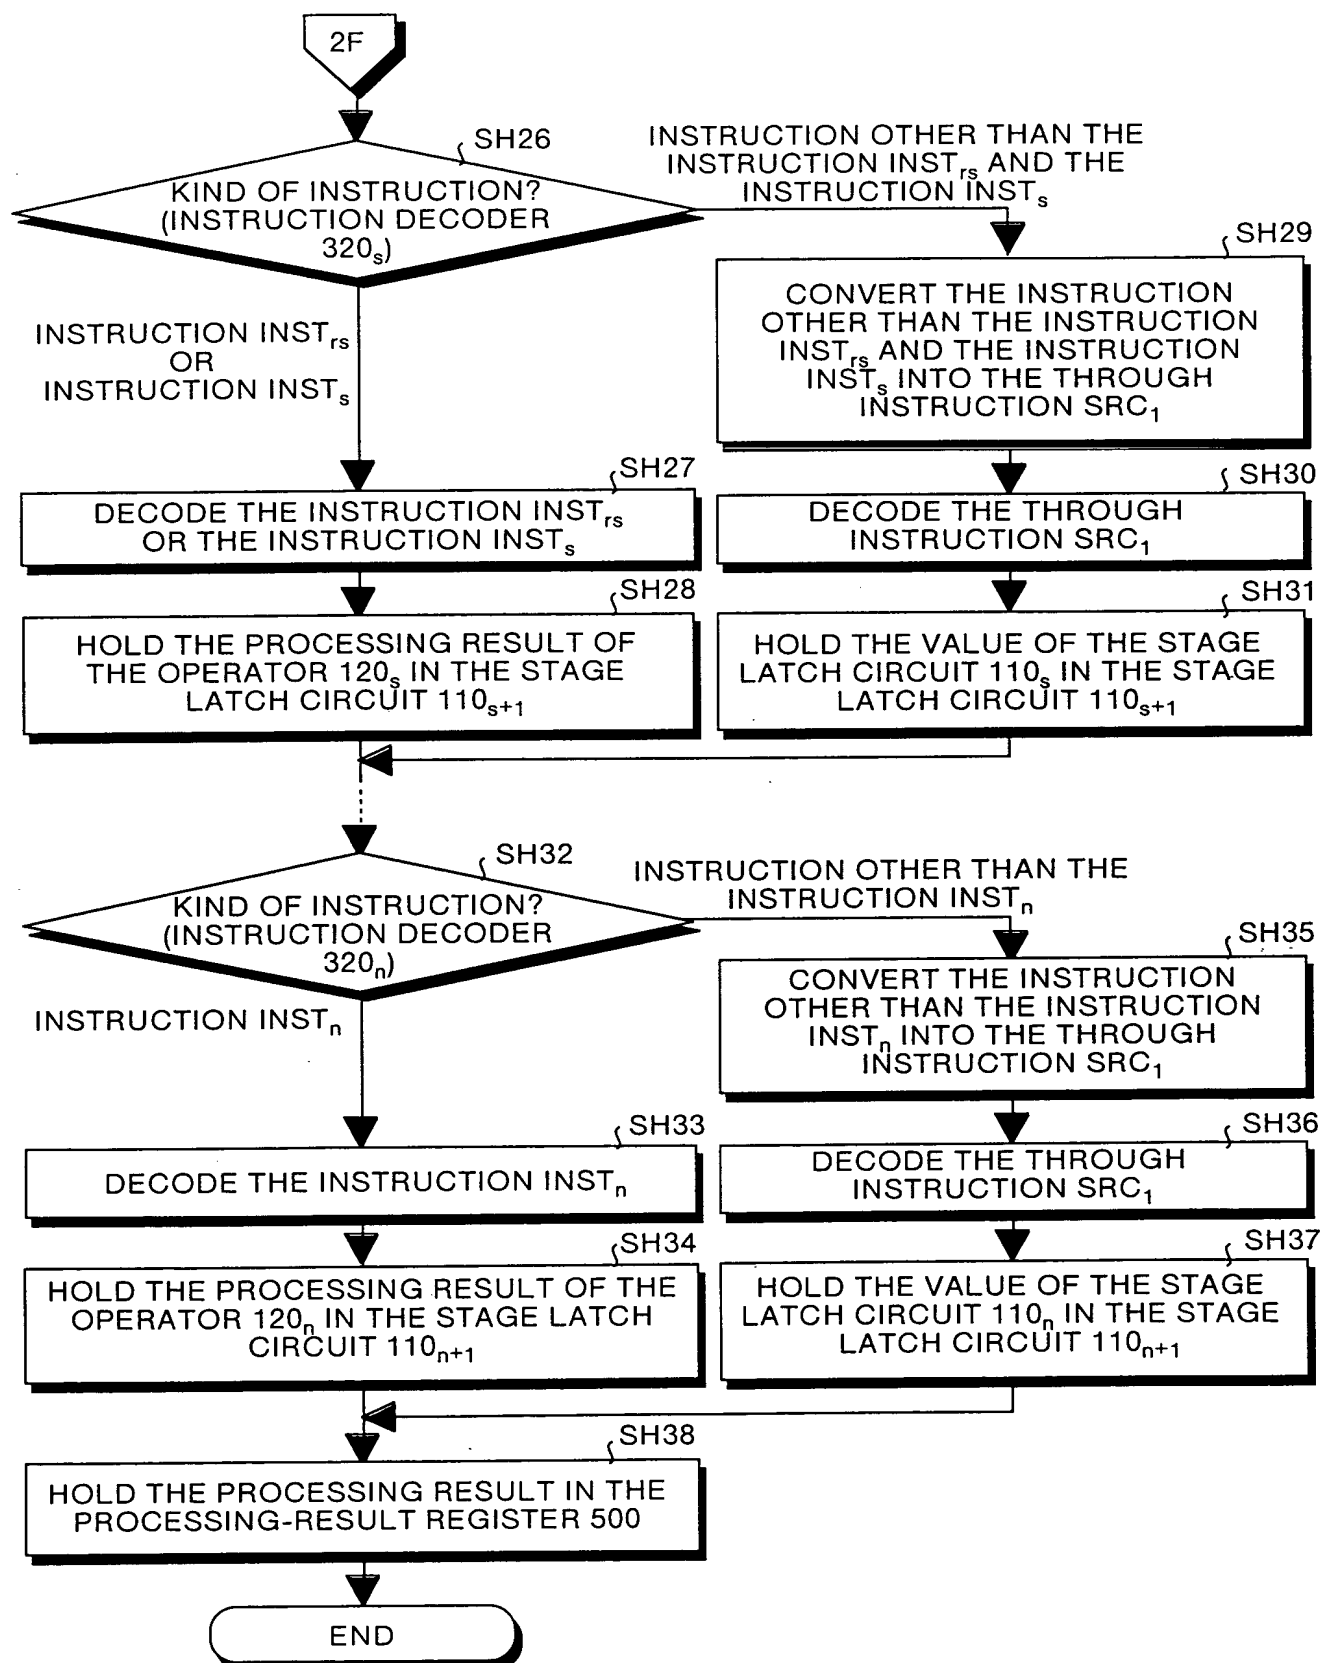 2F
SH26
KIND OF INSTRUCTION?
(INSTRUCTION DECODER
320s)
INSTRUCTION OTHER THAN THE
INSTRUCTION INSTrs AND THE
INSTRUCTION INSTs
SH29
CONVERT THE INSTRUCTION
OTHER THAN THE INSTRUCTION
INSTrs AND THE INSTRUCTION
INSTs INTO THE THROUGH
INSTRUCTION SRC1
INSTRUCTION INSTrs
OR
INSTRUCTION INSTs
SH27
DECODE THE INSTRUCTION INSTrs
OR THE INSTRUCTION INSTs
SH30
DECODE THE THROUGH
INSTRUCTION SRC1
SH28
HOLD THE PROCESSING RESULT OF
THE OPERATOR 120s IN THE STAGE
LATCH CIRCUIT 110s+1
SH31
HOLD THE VALUE OF THE STAGE
LATCH CIRCUIT 110s IN THE STAGE
LATCH CIRCUIT 110s+1
SH32
KIND OF INSTRUCTION?
(INSTRUCTION DECODER
320n)
INSTRUCTION OTHER THAN THE
INSTRUCTION INSTn
SH35
CONVERT THE INSTRUCTION
OTHER THAN THE INSTRUCTION
INSTn INTO THE THROUGH
INSTRUCTION SRC1
INSTRUCTION INSTn
SH33
DECODE THE INSTRUCTION INSTn
SH36
DECODE THE THROUGH
INSTRUCTION SRC1
SH34
HOLD THE PROCESSING RESULT OF THE
OPERATOR 120n IN THE STAGE LATCH
CIRCUIT 110n+1
SH37
HOLD THE VALUE OF THE STAGE
LATCH CIRCUIT 110n IN THE STAGE
LATCH CIRCUIT 110n+1
SH38
HOLD THE PROCESSING RESULT IN THE
PROCESSING-RESULT REGISTER 500
END